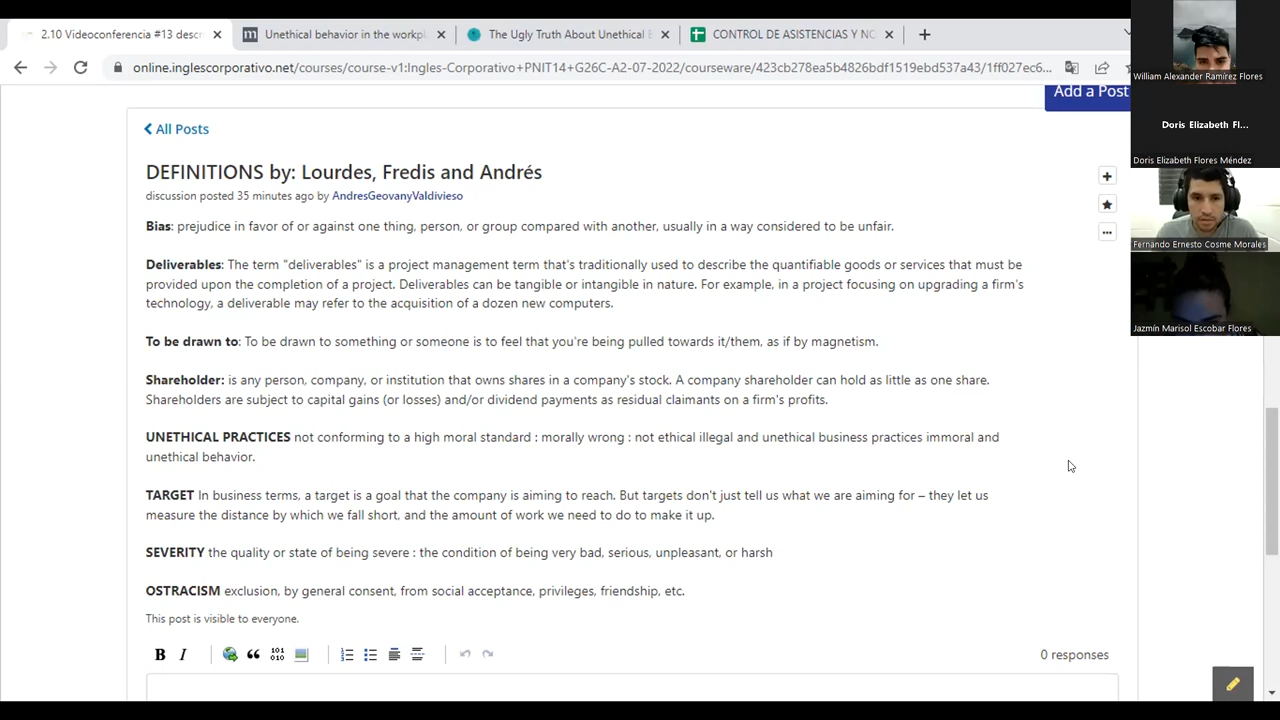 2.10 Videoconferencia #13 descr
Unethical behavior in the workpl
The Ugly Truth About Unethical E
CONTROL DE ASISTENCIAS Y NO
online.inglescorporativo.net/courses/course-v1:Ingles-Corporativo+PNIT14+G26C-A2-07-2022/courseware/423cb278ea5b4826bdf1519ebd537a43/1ff027ec6...
William Alexander Ramírez Flores
Doris Elizabeth Fl...
Doris Elizabeth Flores Méndez
Fernando Ernesto Cosme Morales
Jazmín Marisol Escobar Flores
Add a Post
All Posts
DEFINITIONS by: Lourdes, Fredis and Andrés
discussion posted 35 minutes ago by AndresGeovanyValdivieso
Bias: prejudice in favor of or against one thing, person, or group compared with another, usually in a way considered to be unfair.
Deliverables: The term "deliverables" is a project management term that's traditionally used to describe the quantifiable goods or services that must be
provided upon the completion of a project. Deliverables can be tangible or intangible in nature. For example, in a project focusing on upgrading a firm's
technology, a deliverable may refer to the acquisition of a dozen new computers.
To be drawn to: To be drawn to something or someone is to feel that you're being pulled towards it/them, as if by magnetism.
Shareholder: is any person, company, or institution that owns shares in a company's stock. A company shareholder can hold as little as one share.
Shareholders are subject to capital gains (or losses) and/or dividend payments as residual claimants on a firm's profits.
UNETHICAL PRACTICES not conforming to a high moral standard : morally wrong : not ethical illegal and unethical business practices immoral and
unethical behavior.
TARGET In business terms, a target is a goal that the company is aiming to reach. But targets don't just tell us what we are aiming for – they let us
measure the distance by which we fall short, and the amount of work we need to do to make it up.
SEVERITY the quality or state of being severe : the condition of being very bad, serious, unpleasant, or harsh
OSTRACISM exclusion, by general consent, from social acceptance, privileges, friendship, etc.
This post is visible to everyone.
B I
0 responses